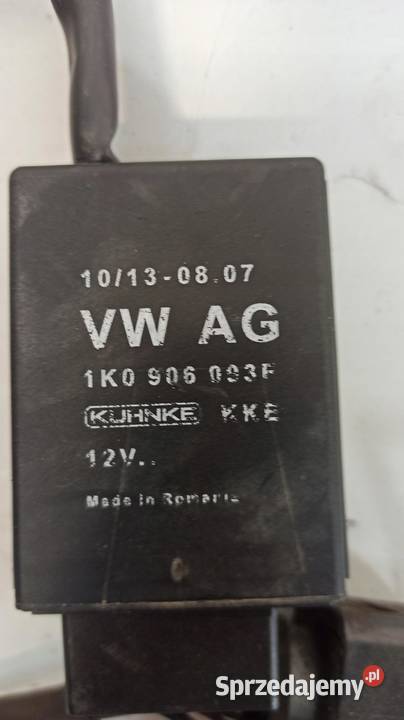 10/13-08.07
VW AG
1K0 906 093F
KUHNKE KKE
12V..
Made in Romania
Sprzedajemy.pl